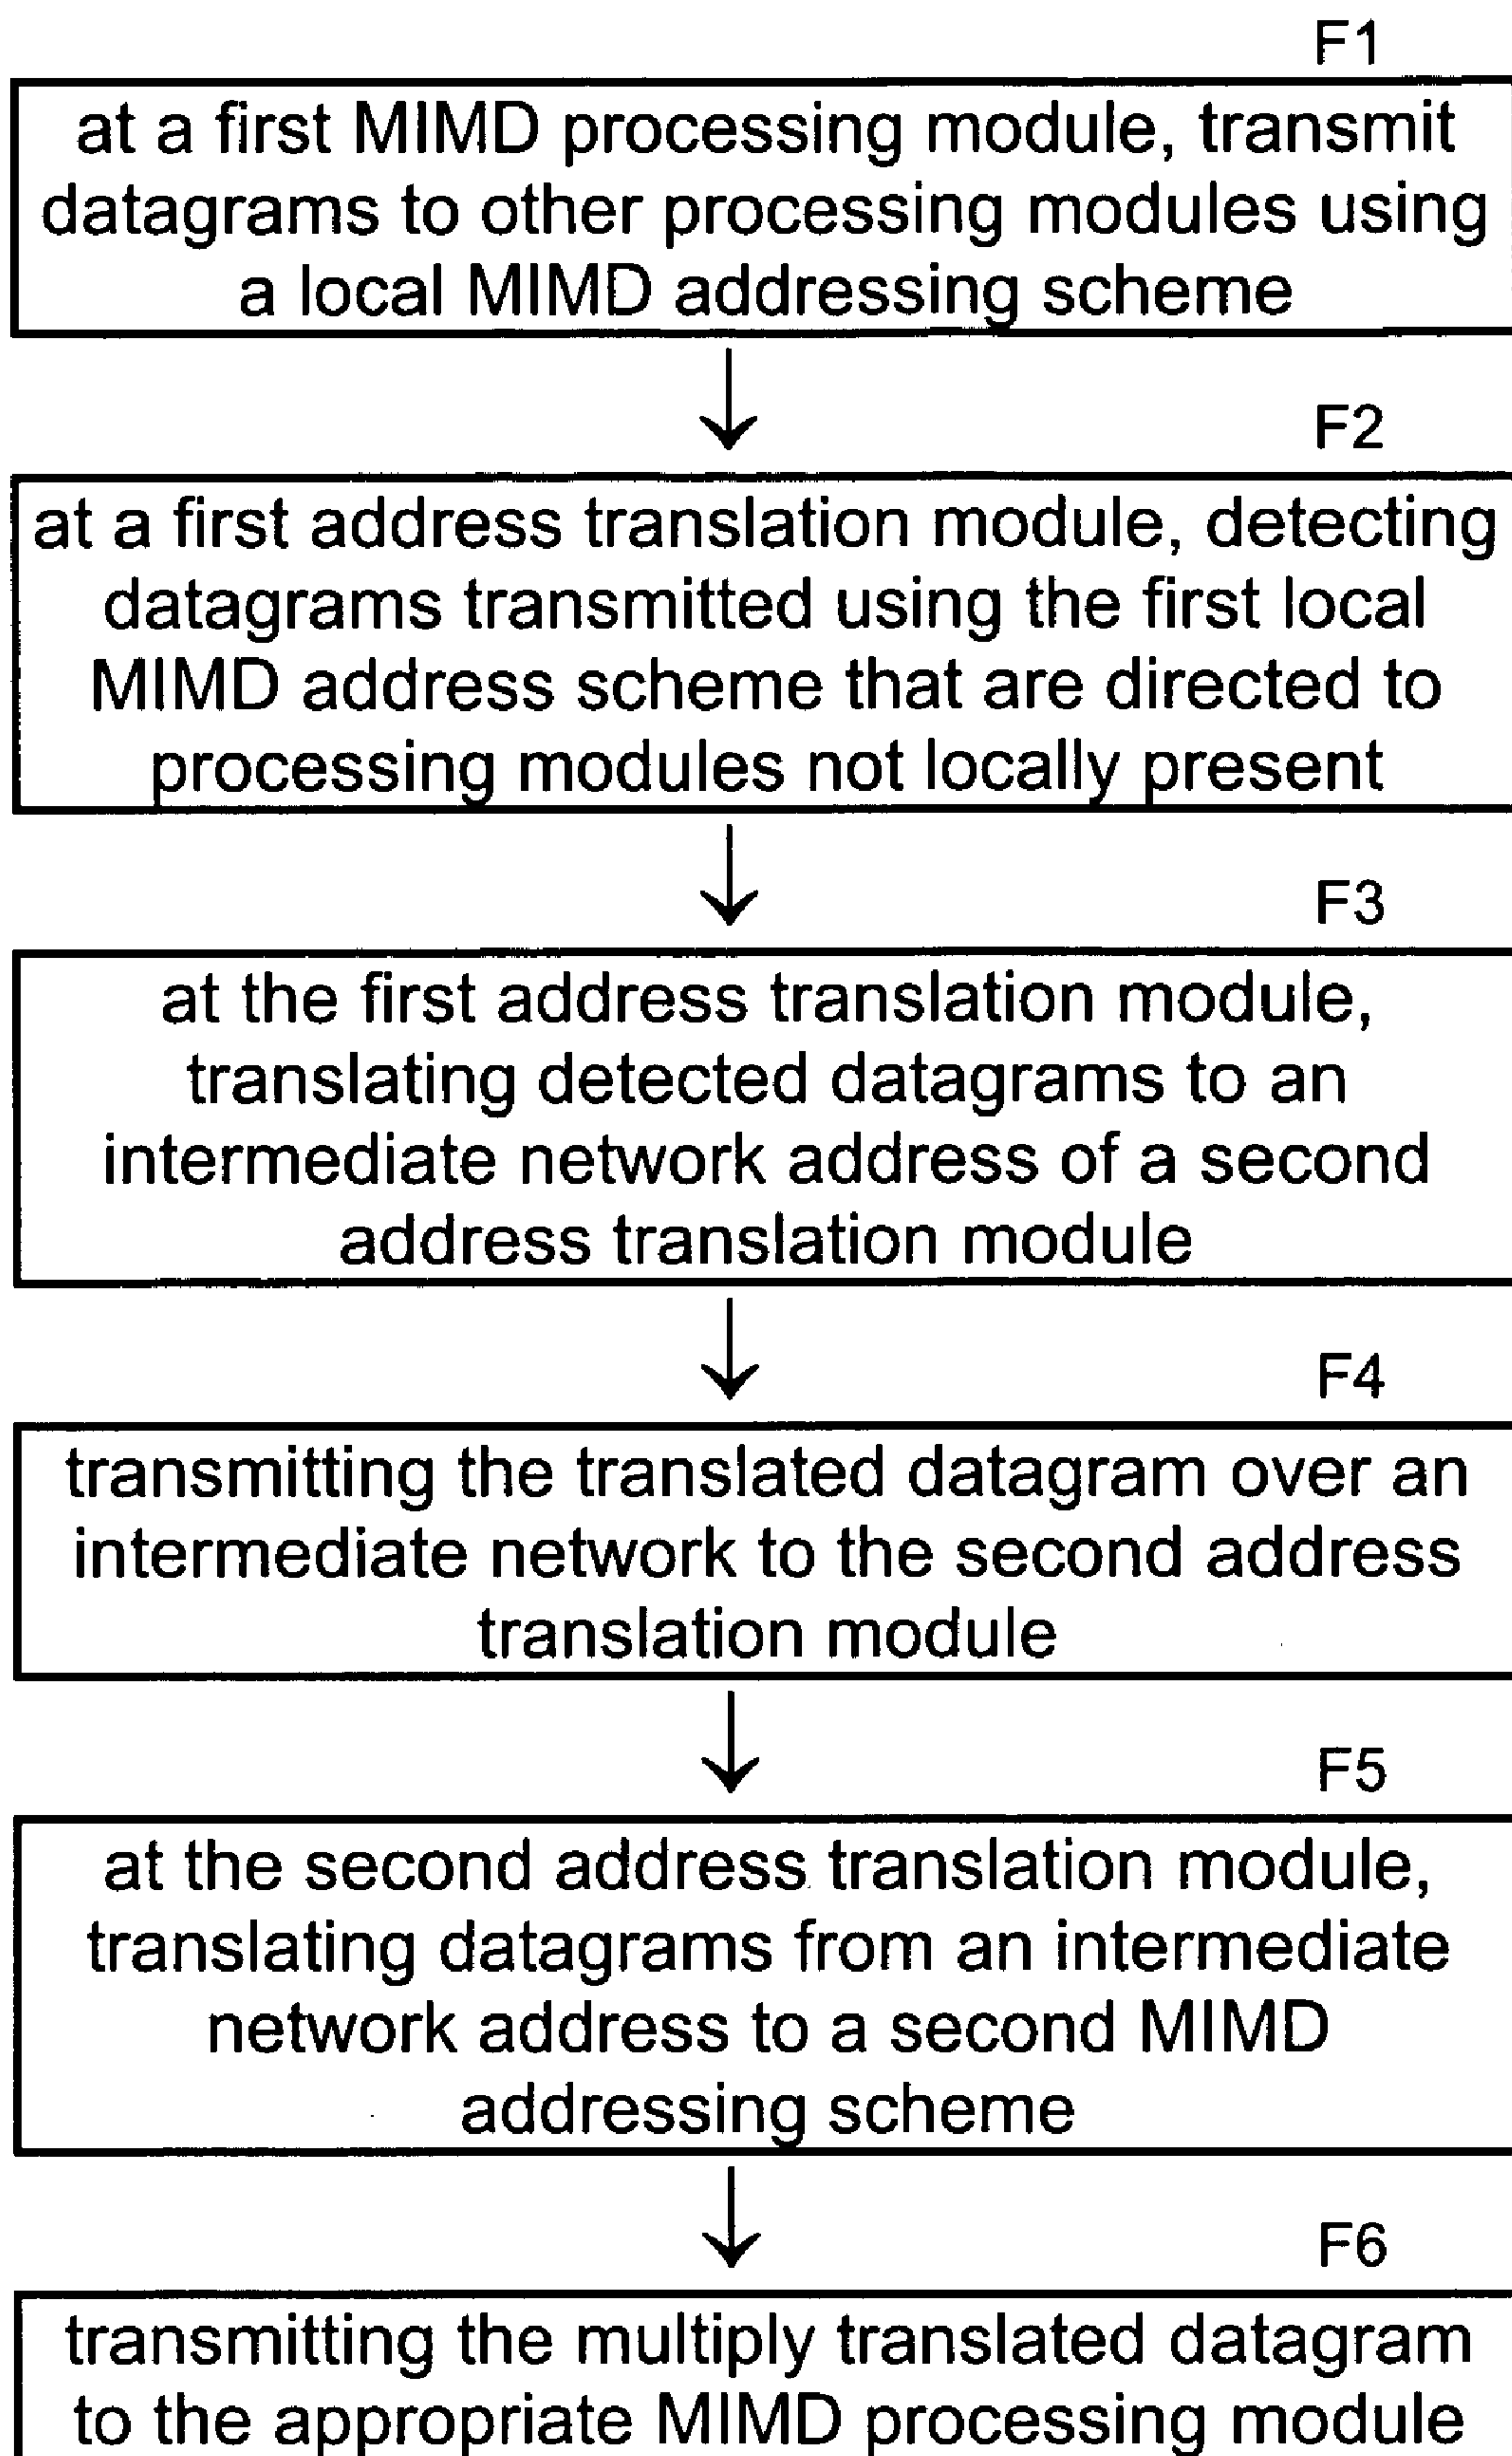 F1
at a first MIMD processing module, transmit
datagrams to other processing modules using
a local MIMD addressing scheme
F2
at a first address translation module, detecting
datagrams transmitted using the first local
MIMD address scheme that are directed to
processing modules not locally present
F3
at the first address translation module,
translating detected datagrams to an
intermediate network address of a second
address translation module
F4
transmitting the translated datagram over an
intermediate network to the second address
translation module
F5
at the second address translation module,
translating datagrams from an intermediate
network address to a second MIMD
addressing scheme
F6
transmitting the multiply translated datagram
to the appropriate MIMD processing module